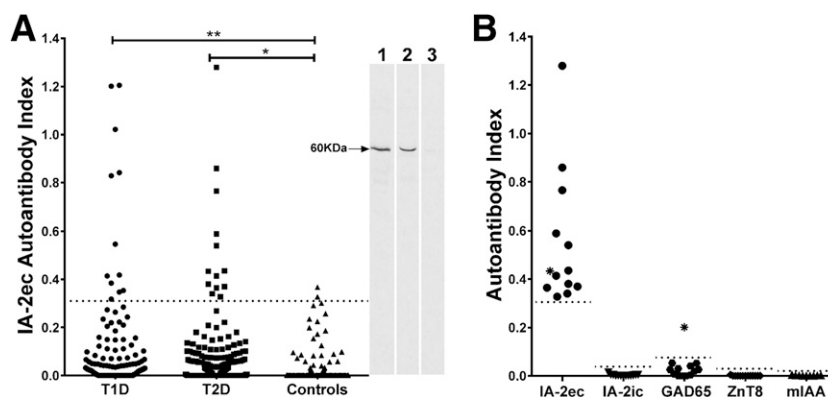 A
IA-2ec Autoantibody Index
1.4
1.2
1.0
0.8
0.6
0.4
0.2
0.0
**
*
T1D T2D Controls
1 2 3
60KDa
B
Autoantibody Index
1.4
1.2
1.0
0.8
0.6
0.4
0.2
0.0
*
*
IA-2ec IA-2ic GAD65 ZnT8 mIAA